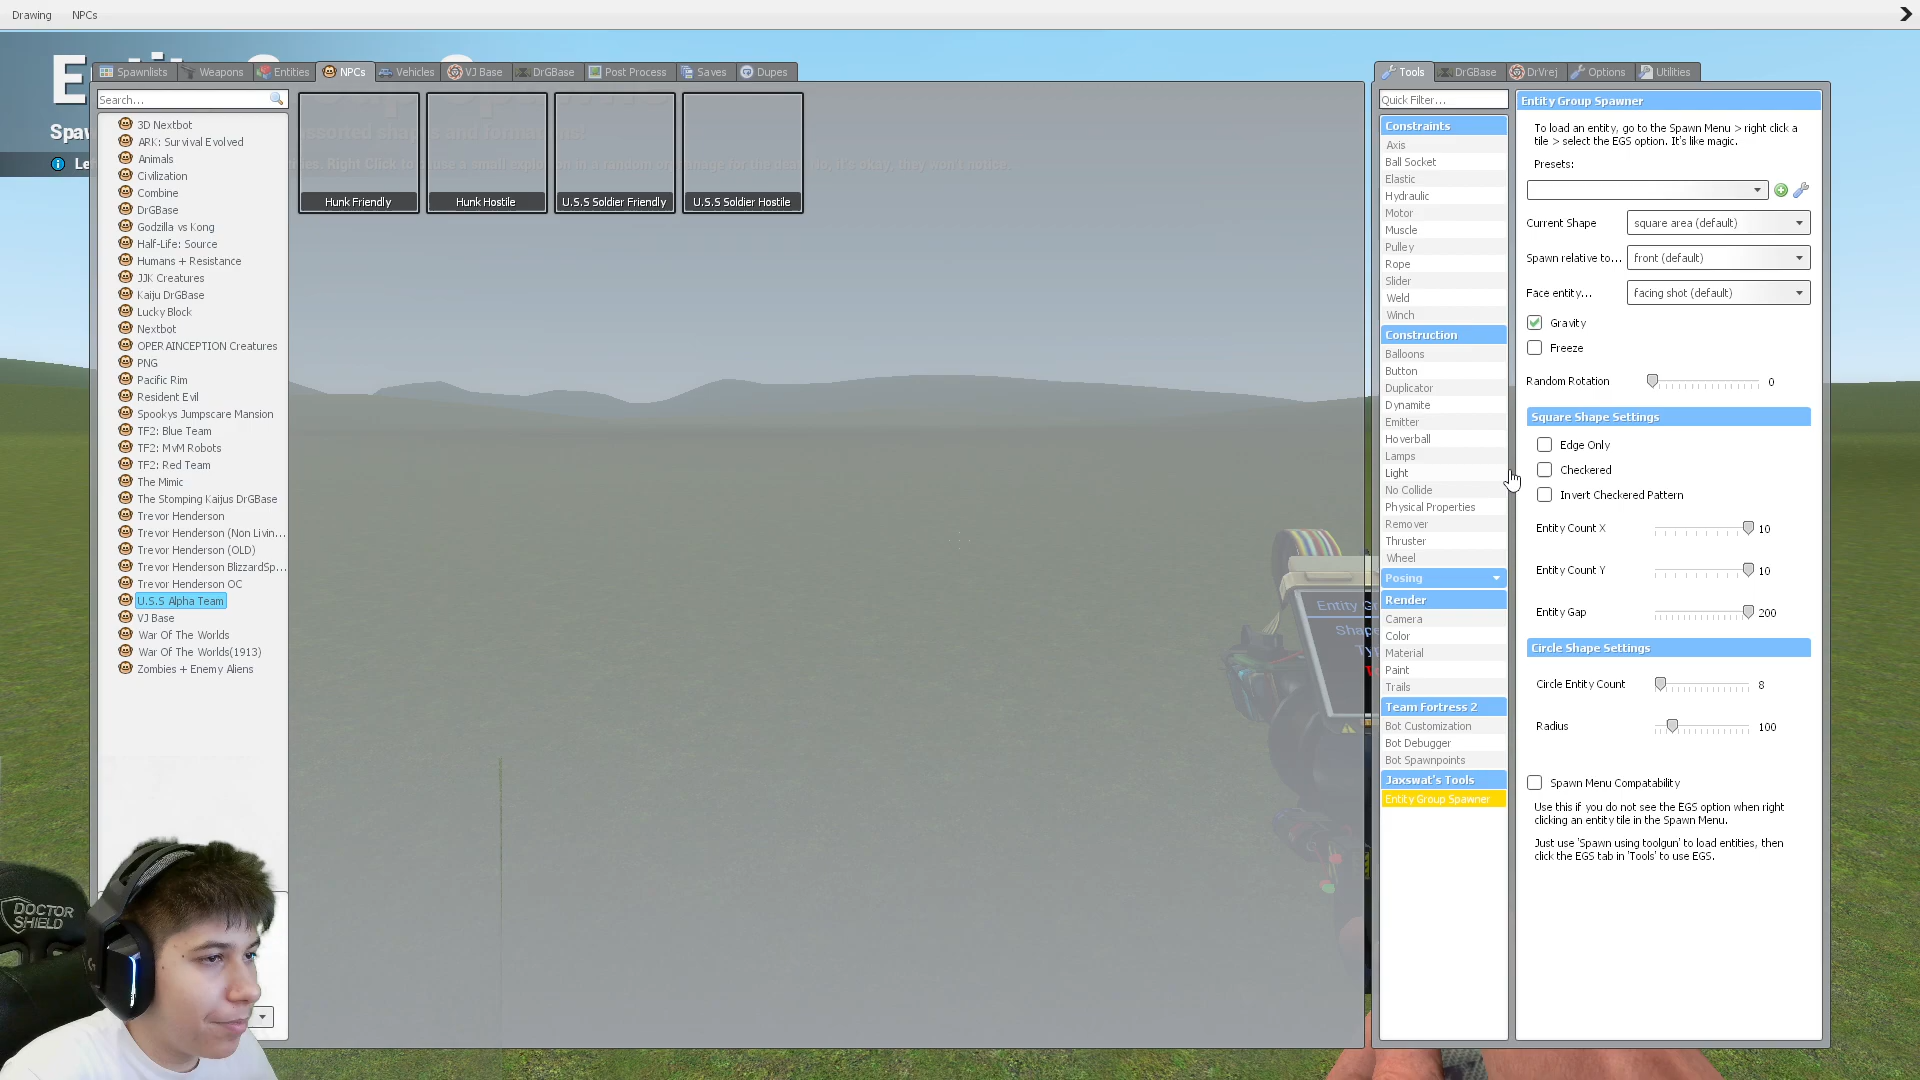 Drawing NPCs
E
Spaw
Le
ssorted shapes and formations!
Spawnlists Weapons Entities NPCs Vehicles VJ Base DrGBase Post Process Saves Dupes
Search...
3D Nextbot
ARK: Survival Evolved
Animals
Civilization
Combine
DrGBase
Godzilla vs Kong
Half-Life: Source
Humans + Resistance
JJK Creatures
Kaiju DrGBase
Lucky Block
Nextbot
OPERAINCEPTION Creatures
PNG
Pacific Rim
Resident Evil
Spookys Jumpscare Mansion
TF2: Blue Team
TF2: MvM Robots
TF2: Red Team
The Mimic
The Stomping Kaijus DrGBase
Trevor Henderson
Trevor Henderson (Non Livin...
Trevor Henderson (OLD)
Trevor Henderson BlizzardSp...
Trevor Henderson OC
U.S.S Alpha Team
VJ Base
War Of The Worlds
War Of The Worlds(1913)
Zombies + Enemy Aliens
Hunk Friendly
Hunk Hostile
U.S.S Soldier Friendly
U.S.S Soldier Hostile
Entity Gr
Shape
Ty
DOCTOR
SHIELD
Tools DrGBase DrVrej Options Utilities
Quick Filter...
Constraints
Axis
Ball Socket
Elastic
Hydraulic
Motor
Muscle
Pulley
Rope
Slider
Weld
Winch
Construction
Balloons
Button
Duplicator
Dynamite
Emitter
Hoverball
Lamps
Light
No Collide
Physical Properties
Remover
Thruster
Wheel
Posing
Render
Camera
Color
Material
Paint
Trails
Team Fortress 2
Bot Customization
Bot Debugger
Bot Spawnpoints
Jaxswat's Tools
Entity Group Spawner
Entity Group Spawner
To load an entity, go to the Spawn Menu > right click a
tile > select the EGS option. It's like magic.
Presets:
Current Shape square area (default)
Spawn relative to... front (default)
Face entity... facing shot (default)
Gravity
Freeze
Random Rotation 0
Square Shape Settings
Edge Only
Checkered
Invert Checkered Pattern
Entity Count X 10
Entity Count Y 10
Entity Gap 200
Circle Shape Settings
Circle Entity Count 8
Radius 100
Spawn Menu Compatability
Use this if you do not see the EGS option when right
clicking an entity tile in the Spawn Menu.
Just use 'Spawn using toolgun' to load entities, then
click the EGS tab in 'Tools' to use EGS.